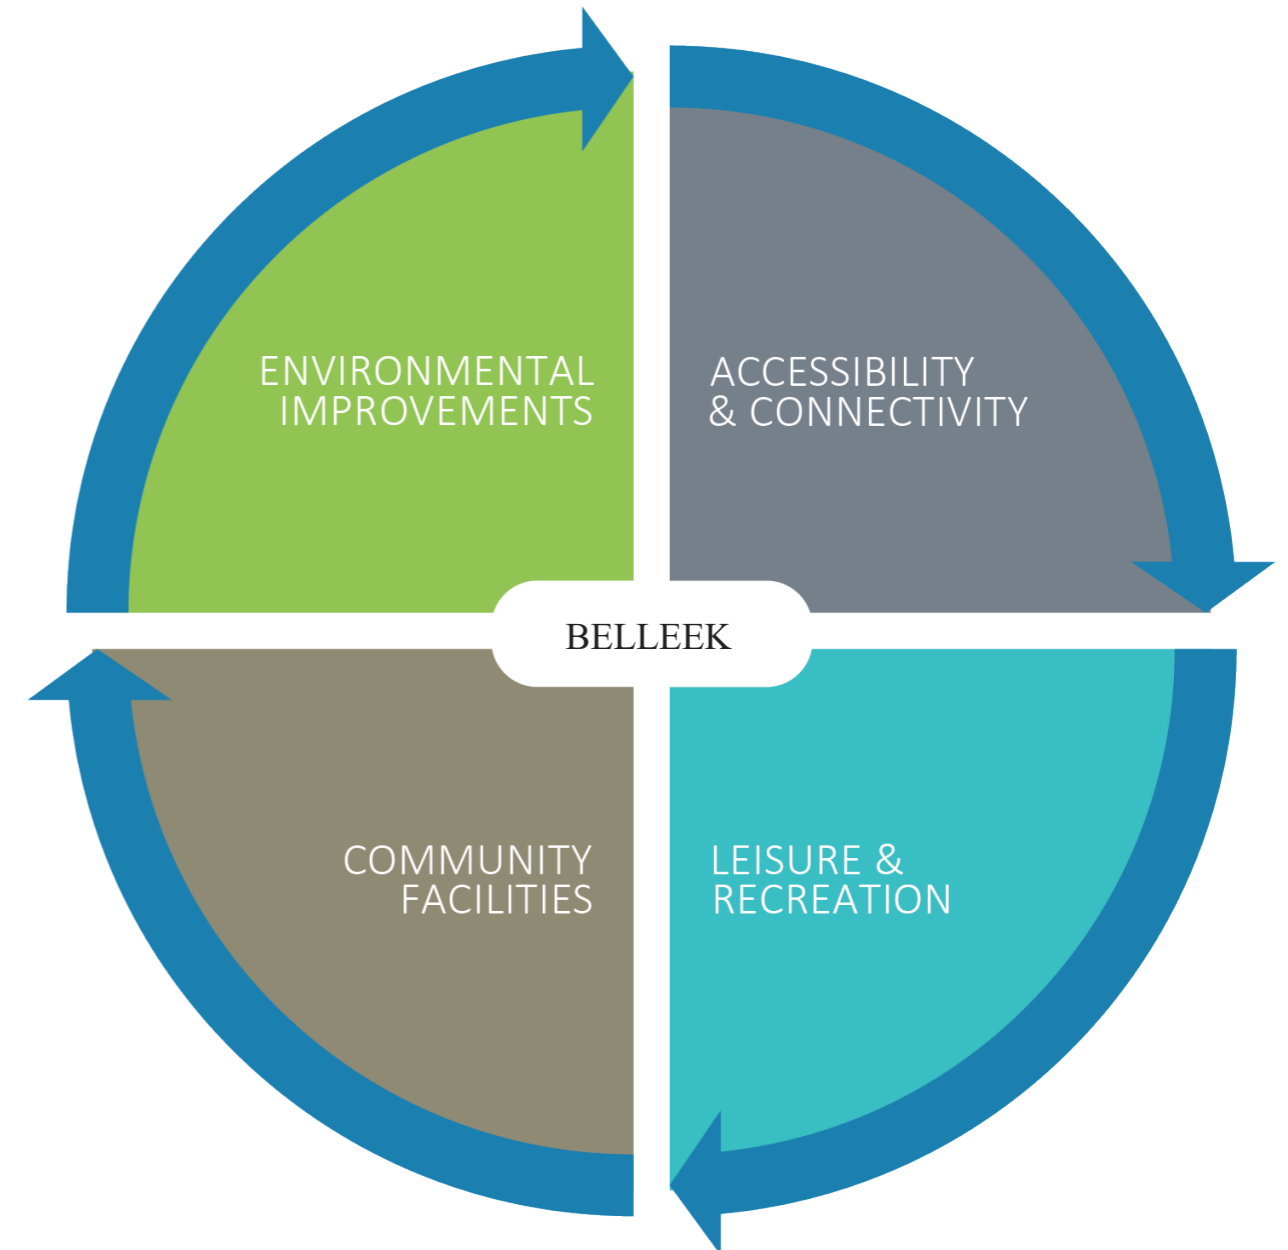 ENVIRONMENTAL
IMPROVEMENTS
ACCESSIBILITY
& CONNECTIVITY
BELLEEK
COMMUNITY
FACILITIES
LEISURE &
RECREATION